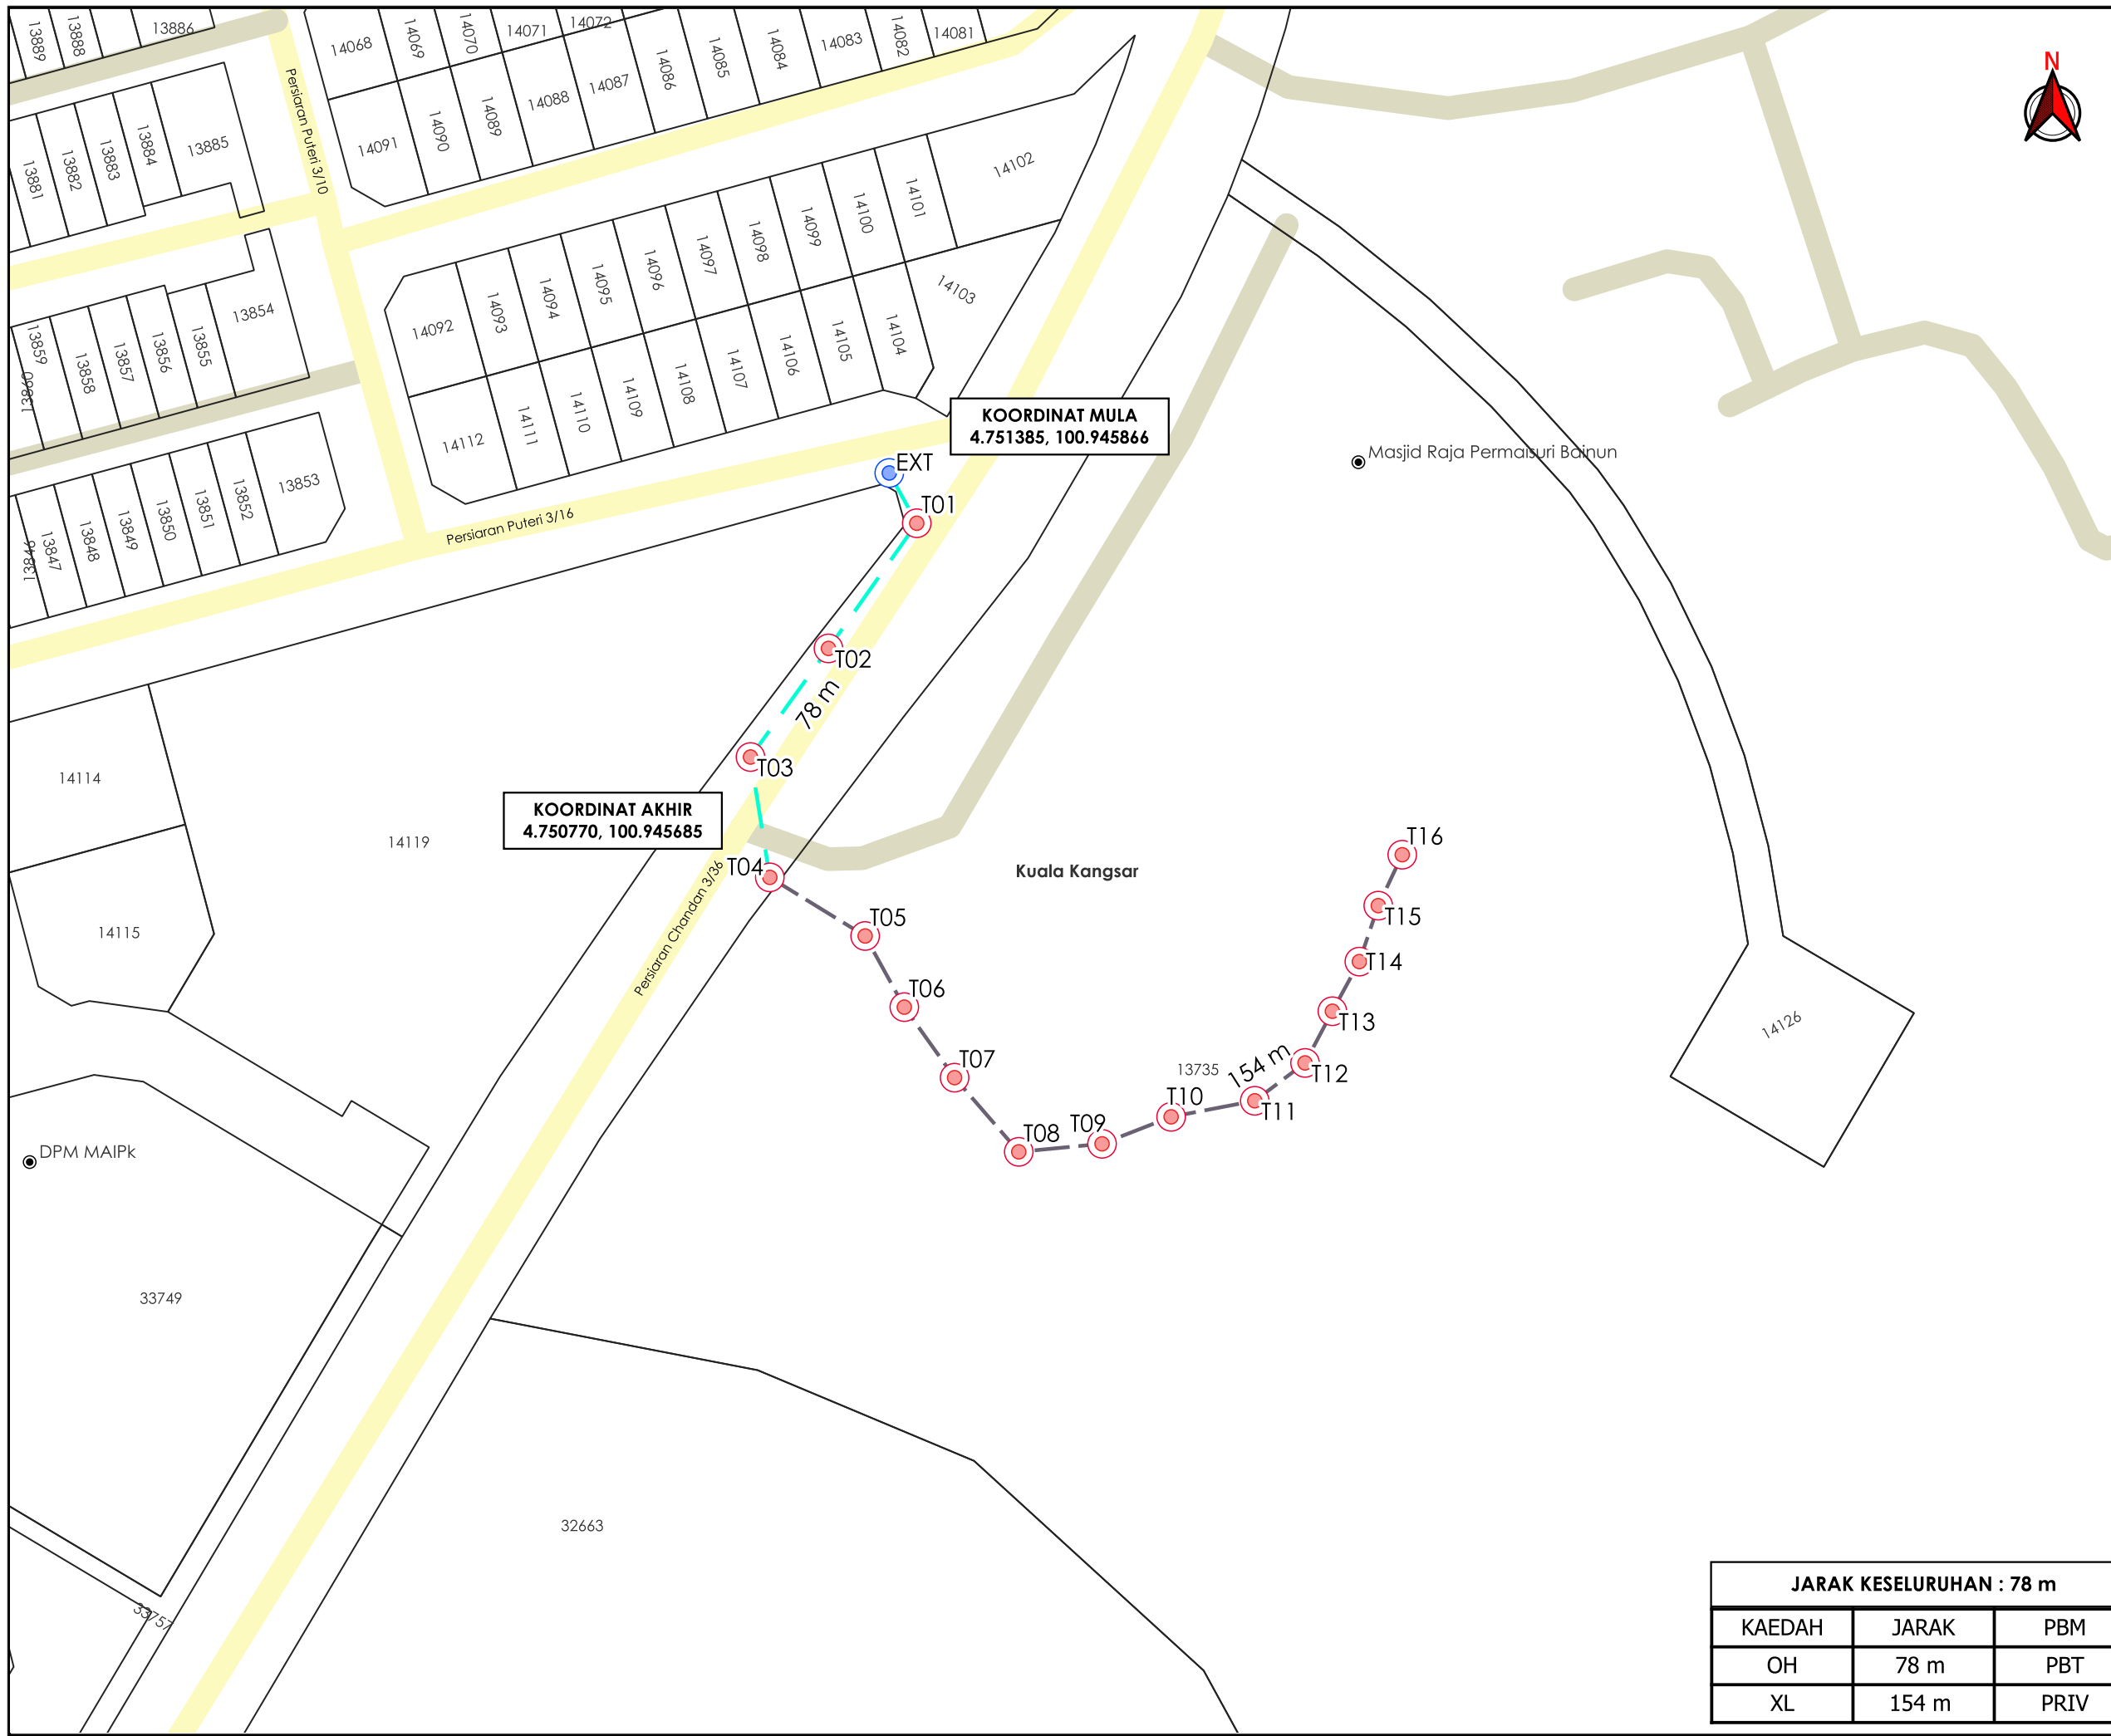 13889
13888
13886
14068
14069
14070
14071
14072
14086
14085
14084
14083
14082
14081
N
13881
13882
13883
13884
13885
Persiaran Puteri 3/10
14091
14090
14089
14088
14087
14092
14093
14094
14095
14096
14097
14098
14099
14100
14101
14102
14103
13860
13859
13858
13857
13856
13855
13854
14112
14111
14110
14109
14108
14107
14106
14105
14104
KOORDINAT MULA
4.751385, 100.945866
Masjid Raja Permaisuri Bainun
EXT
T01
13846
13847
13848
13849
13850
13851
13852
13853
Persiaran Puteri 3/16
T02
78 m
T03
14114
14119
KOORDINAT AKHIR
4.750770, 100.945685
T04
Kuala Kangsar
T16
T15
T05
14115
Persiaran Chandan 3/36
T14
T06
T13
14126
T07
13735
154 m
T12
T11
T10
T09
T08
DPM MAIPk
33749
32663
33757
JARAK KESELURUHAN : 78 m
KAEDAH JARAK PBM
OH 78 m PBT
XL 154 m PRIV